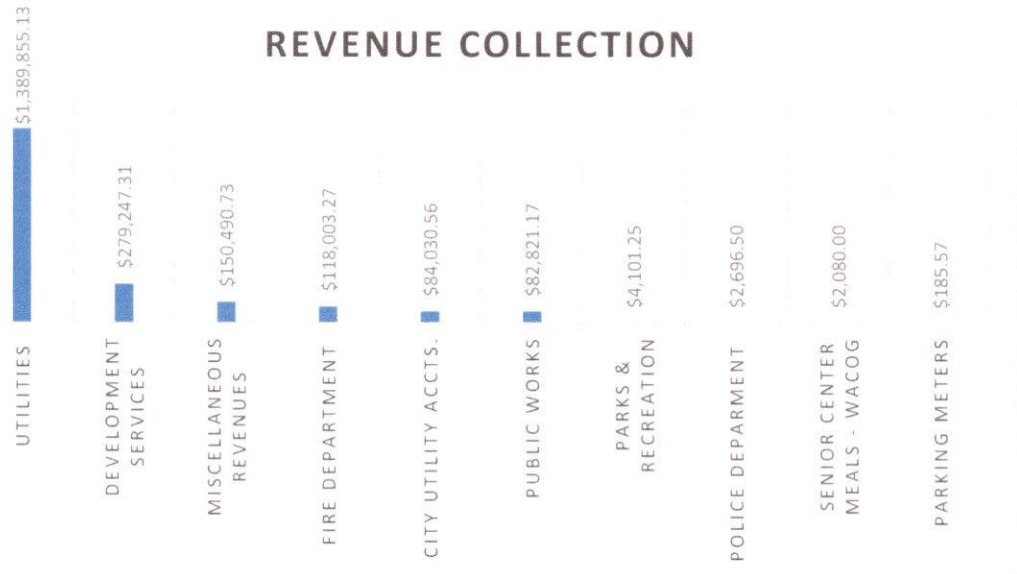 REVENUE COLLECTION
UTILITIES
$1,389,855.13
DEVELOPMENT
SERVICES
$279,247.31
MISCELLANEOUS
REVENUES
$150,490.73
FIRE DEPARTMENT
$118,003.27
CITY UTILITY ACCTS.
$84,030.56
PUBLIC WORKS
$82,821.17
PARKS &
RECREATION
$4,101.25
POLICE DEPARMENT
$2,696.50
SENIOR CENTER
MEALS - WACOG
$2,080.00
PARKING METERS
$185.57